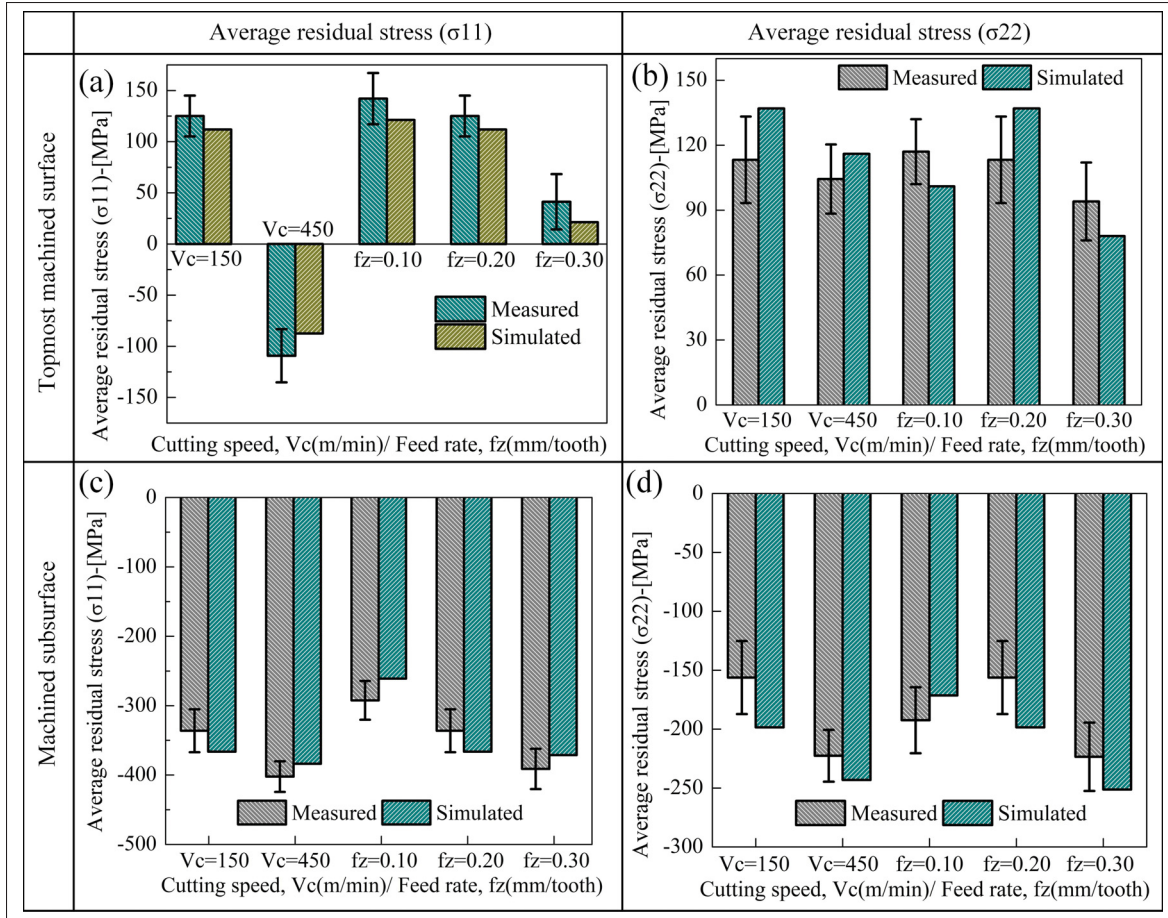 Average residual stress (σ11)
Average residual stress (σ22)
Topmost machined surface
(a)
Average residual stress (σ11)-[MPa]
150
100
50
0
-50
-100
-150
Vc=150
Vc=450
fz=0.10
fz=0.20
fz=0.30
Measured
Simulated
Cutting speed, Vc(m/min)/ Feed rate, fz(mm/tooth)
(b)
Measured
Simulated
Average residual stress (σ22)-[MPa]
150
120
90
60
30
0
Vc=150
Vc=450
fz=0.10
fz=0.20
fz=0.30
Cutting speed, Vc(m/min)/ Feed rate, fz(mm/tooth)
Machined subsurface
(c)
Average residual stress (σ11)-[MPa]
0
-100
-200
-300
-400
-500
Measured
Simulated
Vc=150
Vc=450
fz=0.10
fz=0.20
fz=0.30
Cutting speed, Vc(m/min)/ Feed rate, fz(mm/tooth)
(d)
Average residual stress (σ22)-[MPa]
0
-50
-100
-150
-200
-250
-300
Measured
Simulated
Vc=150
Vc=450
fz=0.10
fz=0.20
fz=0.30
Cutting speed, Vc(m/min)/ Feed rate, fz(mm/tooth)